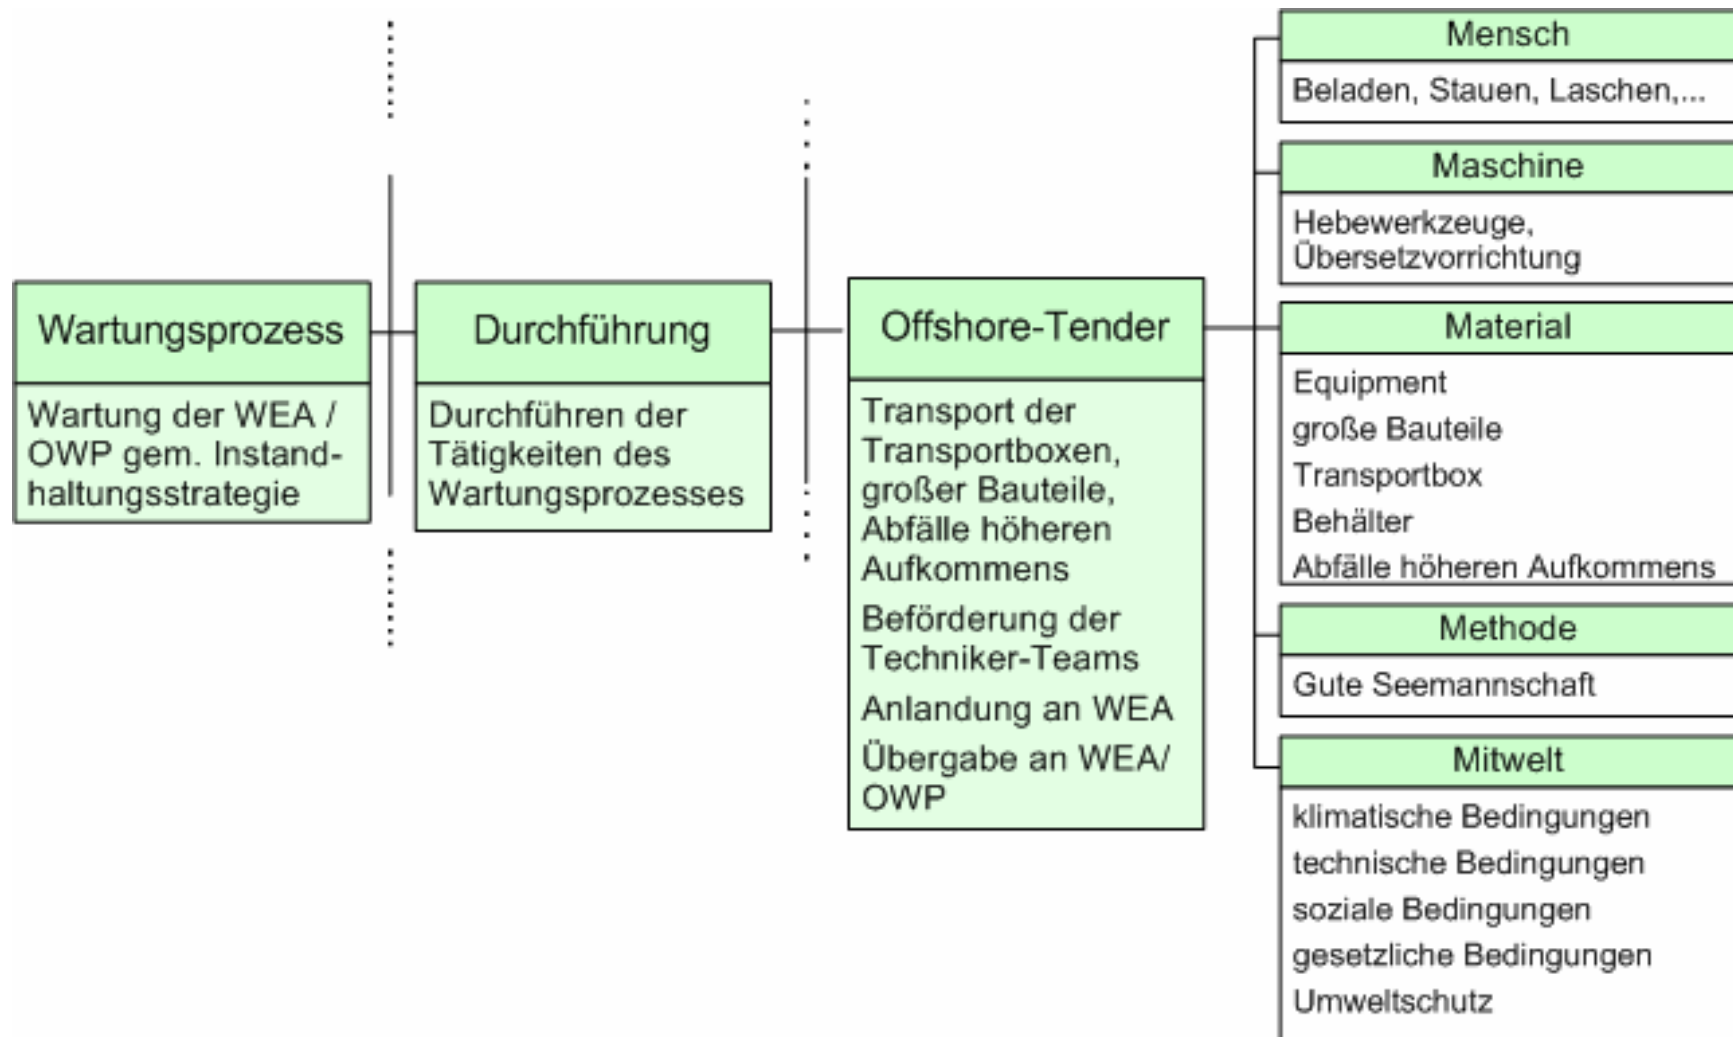 Wartungsprozess
Wartung der WEA /
OWP gem. Instand-
haltungsstrategie
Durchführung
Durchführen der
Tätigkeiten des
Wartungsprozesses
Offshore-Tender
Transport der
Transportboxen,
großer Bauteile,
Abfälle höheren
Aufkommens
Beförderung der
Techniker-Teams
Anlandung an WEA
Übergabe an WEA/
OWP
Mensch
Beladen, Stauen, Laschen,...
Maschine
Hebewerkzeuge,
Übersetzvorrichtung
Material
Equipment
große Bauteile
Transportbox
Behälter
Abfälle höheren Aufkommens
Methode
Gute Seemannschaft
Mitwelt
klimatische Bedingungen
technische Bedingungen
soziale Bedingungen
gesetzliche Bedingungen
Umweltschutz